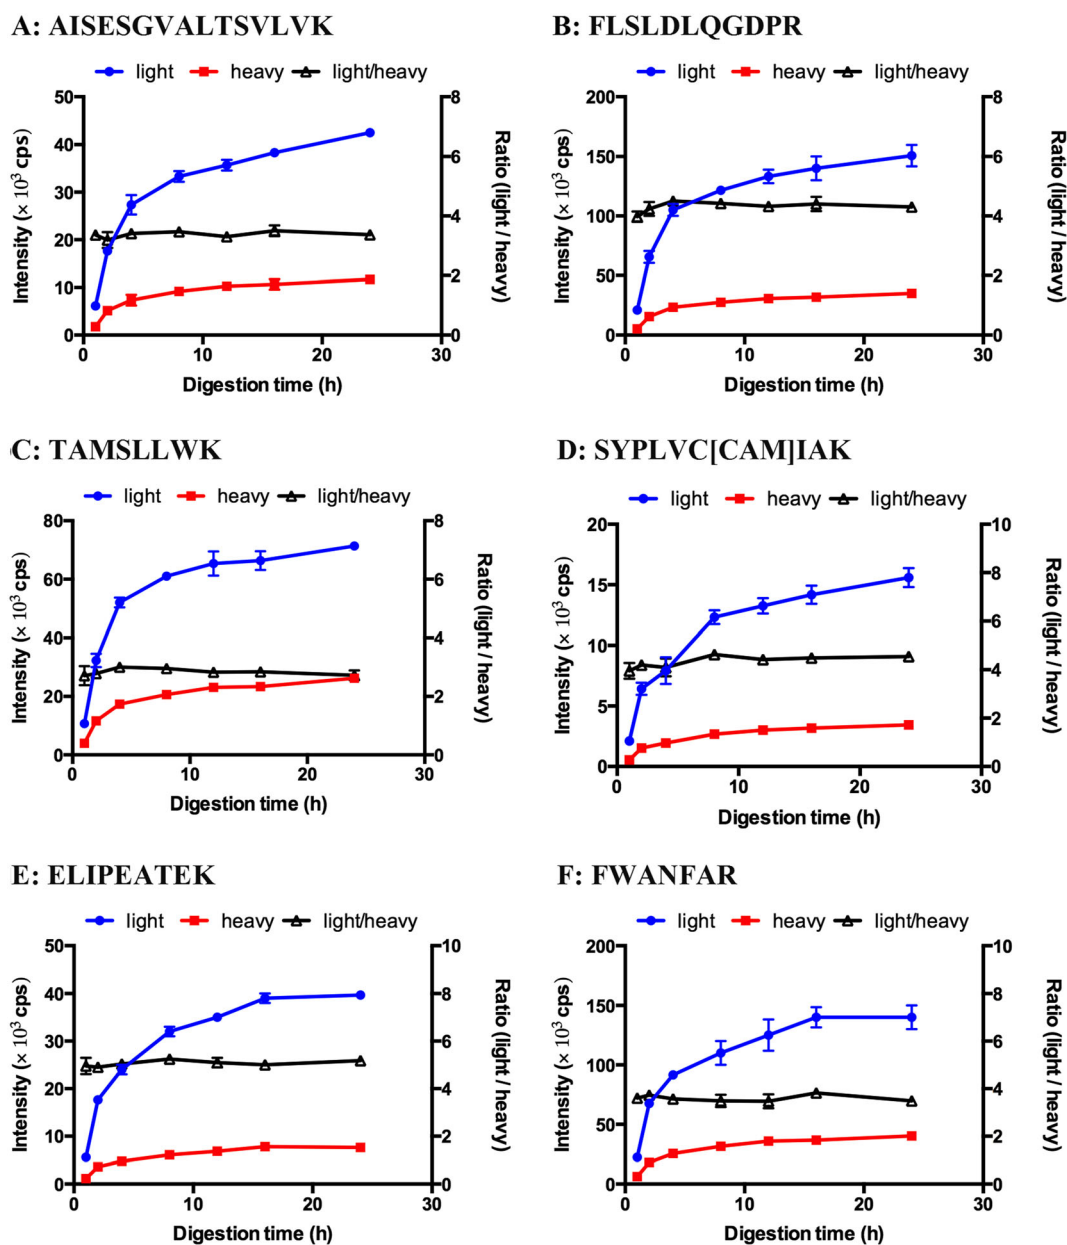 A: AISESGVALTSVLVK
light heavy light/heavy
Intensity (× 10³ cps)
50
40
30
20
10
0
8
6
4
2
0
Ratio (light / heavy)
0 10 20 30
Digestion time (h)
B: FLSLDLQGDPR
light heavy light/heavy
Intensity (× 10³ cps)
200
150
100
50
0
8
6
4
2
0
Ratio (light / heavy)
0 10 20 30
Digestion time (h)
C: TAMSLLWK
light heavy light/heavy
Intensity (× 10³ cps)
80
60
40
20
0
8
6
4
2
0
Ratio (light / heavy)
0 10 20 30
Digestion time (h)
D: SYPLVC[CAM]IAK
light heavy light/heavy
Intensity (× 10³ cps)
20
15
10
5
0
10
8
6
4
2
0
Ratio (light / heavy)
0 10 20 30
Digestion time (h)
E: ELIPEATEK
light heavy light/heavy
Intensity (× 10³ cps)
50
40
30
20
10
0
10
8
6
4
2
0
Ratio (light / heavy)
0 10 20 30
Digestion time (h)
F: FWANFAR
light heavy light/heavy
Intensity (× 10³ cps)
200
150
100
50
0
10
8
6
4
2
0
Ratio (light / heavy)
0 10 20 30
Digestion time (h)